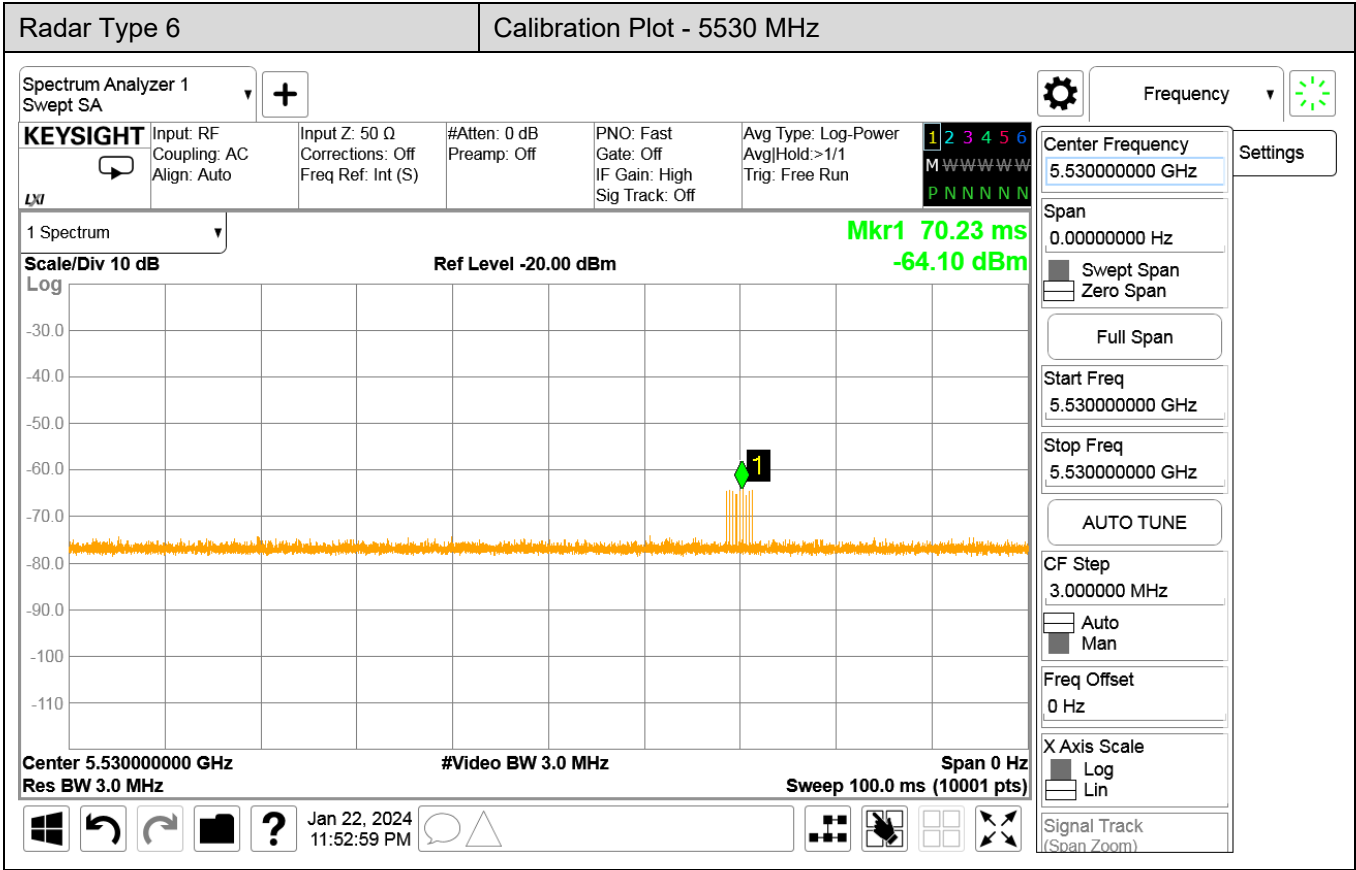 Radar Type 6 Calibration Plot - 5530 MHz
Spectrum Analyzer 1
Swept SA
Frequency
Settings
KEYSIGHT
LXI
Input: RF
Coupling: AC
Align: Auto
Input Z: 50 Ω
Corrections: Off
Freq Ref: Int (S)
#Atten: 0 dB
Preamp: Off
PNO: Fast
Gate: Off
IF Gain: High
Sig Track: Off
Avg Type: Log-Power
Avg|Hold:>1/1
Trig: Free Run
1 2 3 4 5 6
M W W W W W
P N N N N N
1 Spectrum
Mkr1 70.23 ms
-64.10 dBm
Scale/Div 10 dB
Ref Level -20.00 dBm
Log
-30.0
-40.0
-50.0
-60.0
-70.0
-80.0
-90.0
-100
-110
1
Center 5.530000000 GHz
#Video BW 3.0 MHz
Span 0 Hz
Res BW 3.0 MHz
Sweep 100.0 ms (10001 pts)
?
Jan 22, 2024
11:52:59 PM
Center Frequency
5.530000000 GHz
Span
0.00000000 Hz
Swept Span
Zero Span
Full Span
Start Freq
5.530000000 GHz
Stop Freq
5.530000000 GHz
AUTO TUNE
CF Step
3.000000 MHz
Auto
Man
Freq Offset
0 Hz
X Axis Scale
Log
Lin
Signal Track
(Span Zoom)